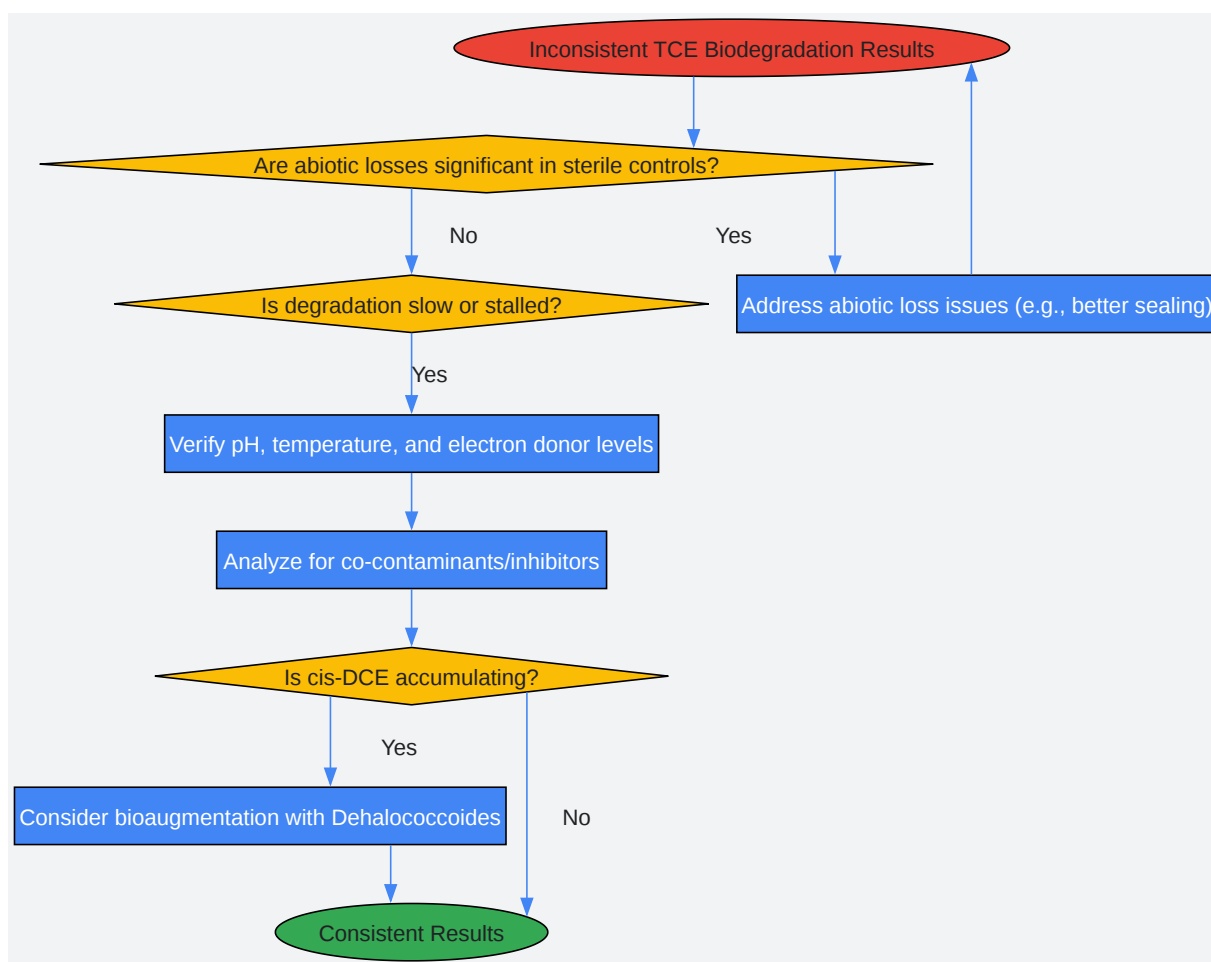 Inconsistent TCE Biodegradation Results
Are abiotic losses significant in sterile controls?
No
Yes
Is degradation slow or stalled?
Address abiotic loss issues (e.g., better sealing)
Yes
Verify pH, temperature, and electron donor levels
Analyze for co-contaminants/inhibitors
Is cis-DCE accumulating?
Yes
Consider bioaugmentation with Dehalococcoides
No
Consistent Results